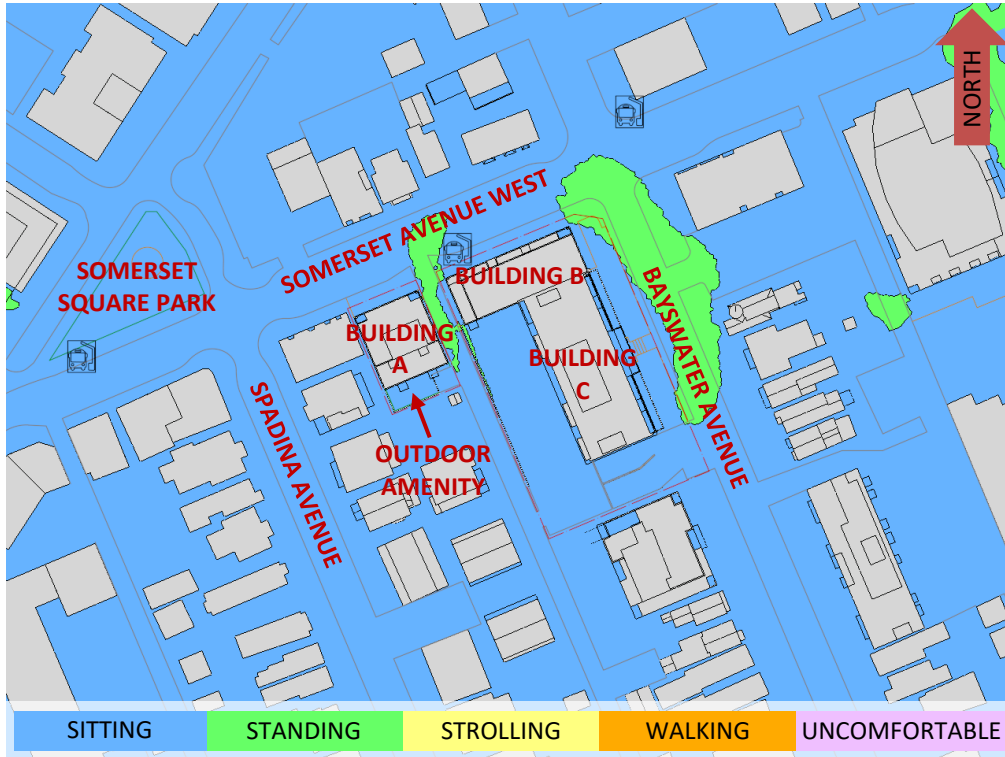 NORTH
SOMERSET AVENUE WEST
SOMERSET
SQUARE PARK
BUILDING B
BUILDING
A
BUILDING
C
BAYSWATER AVENUE
SPADINA AVENUE
OUTDOOR
AMENITY
SITTING
STANDING
STROLLING
WALKING
UNCOMFORTABLE